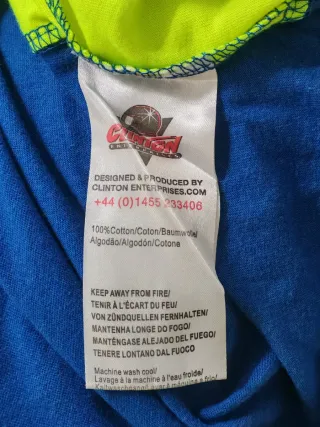 Clinton
ENTERPRISES
DESIGNED & PRODUCED BY
CLINTON ENTERPRISES.COM
+44 (0)1455 233406
100%Cotton/Coton/Baumwolle/
Algodão/Algodón/Cotone
KEEP AWAY FROM FIRE/
TENIR À L'ÉCART DU FEU/
VON ZÜNDQUELLEN FERNHALTEN/
MANTENHA LONGE DO FOGO/
MANTÉNGASE ALEJADO DEL FUEGO/
TENERE LONTANO DAL FUOCO
Machine wash cool/
Lavage à la machine à l'eau froide/